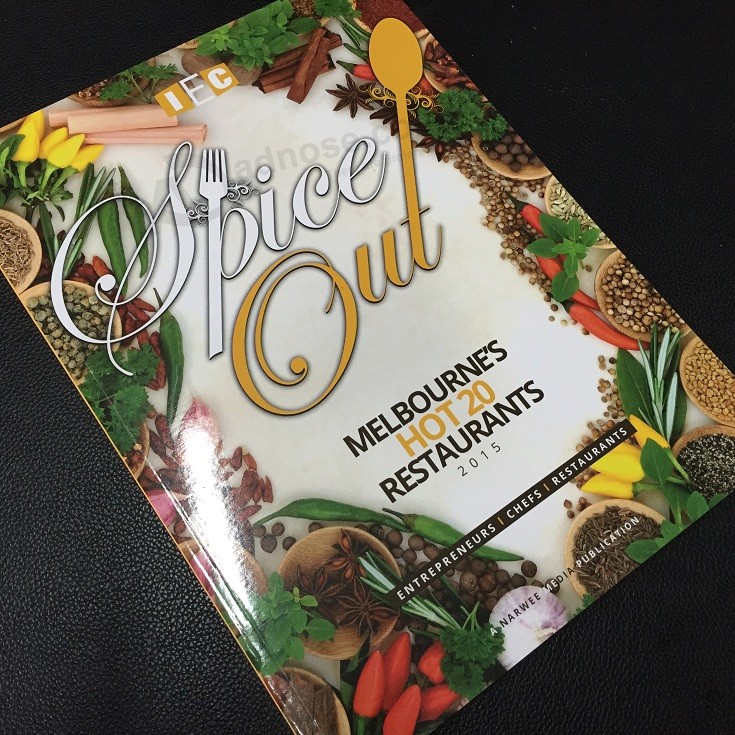 IEC
Spice
Out
MELBOURNE'S
HOT 20
RESTAURANTS
2015
ENTREPRENEURS | CHEFS | RESTAURANTS
A NARWEE MEDIA PUBLICATION